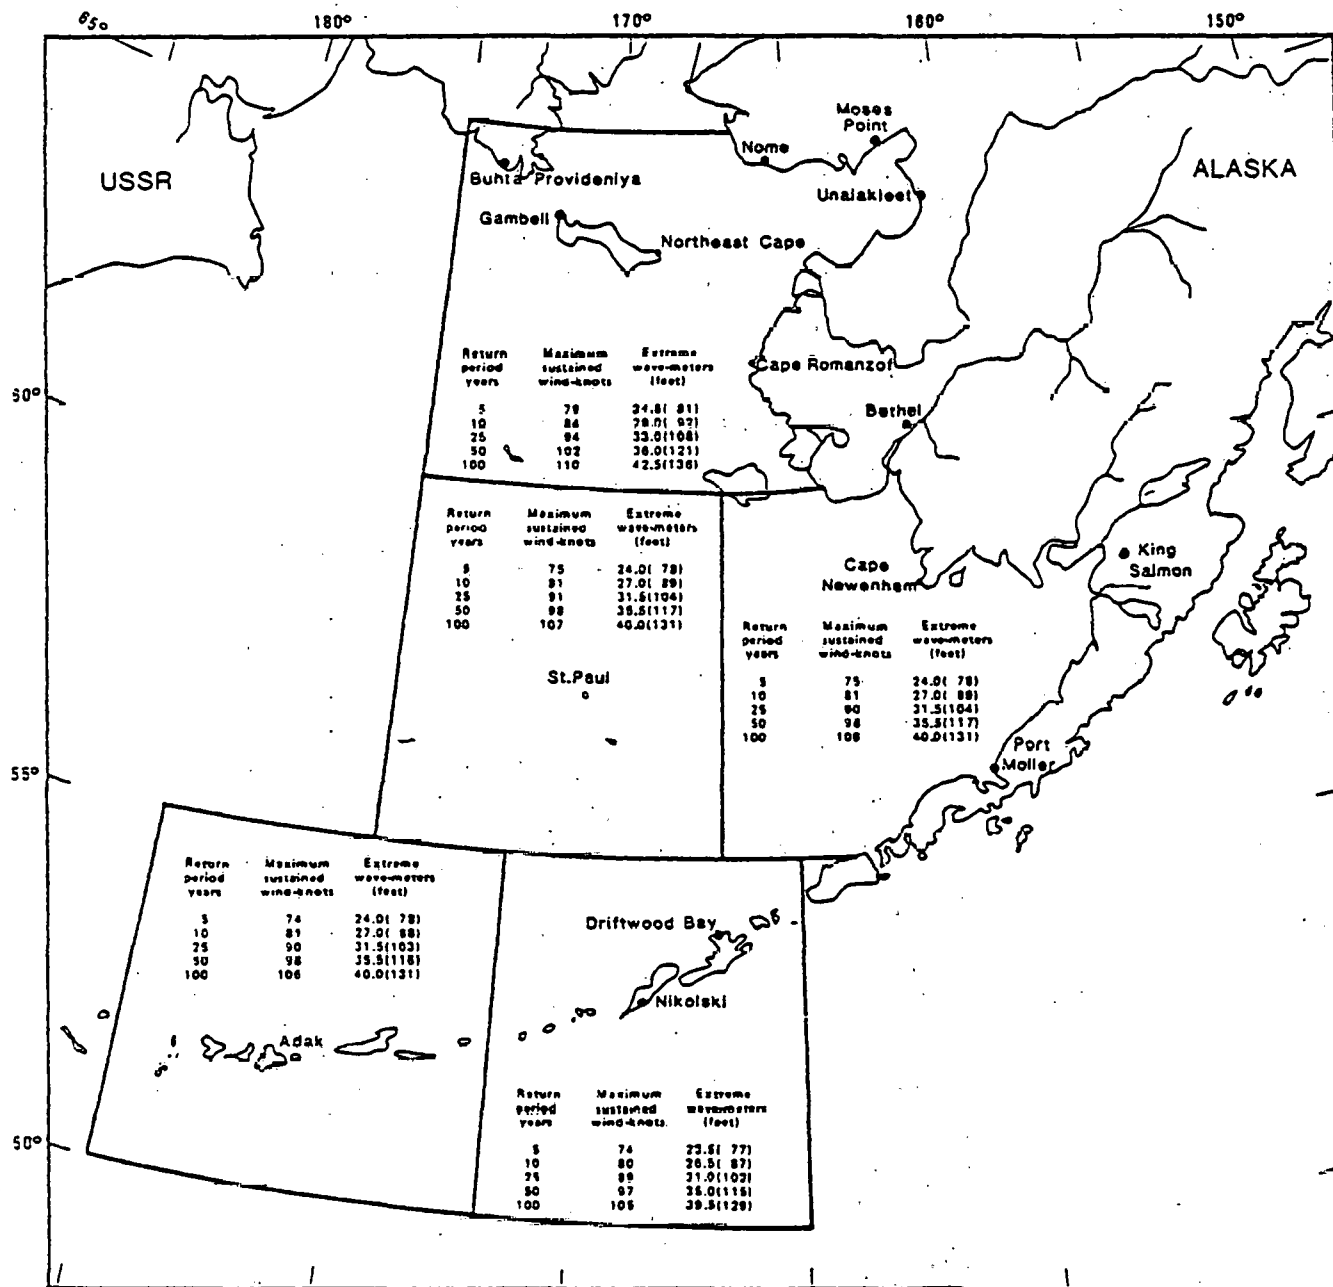 65° 180° 170° 160° 150°
Moses
Point
Nome
USSR
ALASKA
Buhta Provideniya
Unalakleet
Gambell
Northeast Cape
Return Maximum Extreme
period sustained wave-meters
years wind-knots (feet)
5 79 24.5( 81)
10 86 28.0( 92)
25 94 33.0(108)
50 102 102
100 110 42.5(136)
Cape Romanzof
60°
Bethel
Return Maximum Extreme
period sustained wave-meters
years wind-knots (feet)
5 75 24.0( 78)
10 81 27.0( 89)
25 91 31.5(104)
50 98 35.5(117)
100 107 40.0(131)
King
Salmon
Cape
Newenham
Return Maximum Extreme
period sustained wave-meters
years wind-knots (feet)
5 75 24.0( 78)
10 81 27.0( 89)
25 90 31.5(104)
50 98 35.5(117)
100 106 40.0(131)
St.Paul
Port
Moller
55°
Return Maximum Extreme
period sustained wave-meters
years wind-knots (feet)
5 74 24.0( 78)
10 81 27.0( 88)
25 90 31.5(103)
50 98 35.5(116)
100 106 40.0(131)
Driftwood Bay
Nikolski
Adak
Return Maximum Extreme
period sustained wave-meters
years wind-knots (feet)
5 74 23.5( 77)
10 80 26.5( 87)
25 89 31.0(102)
50 97 35.0(115)
100 105 39.5(129)
50°